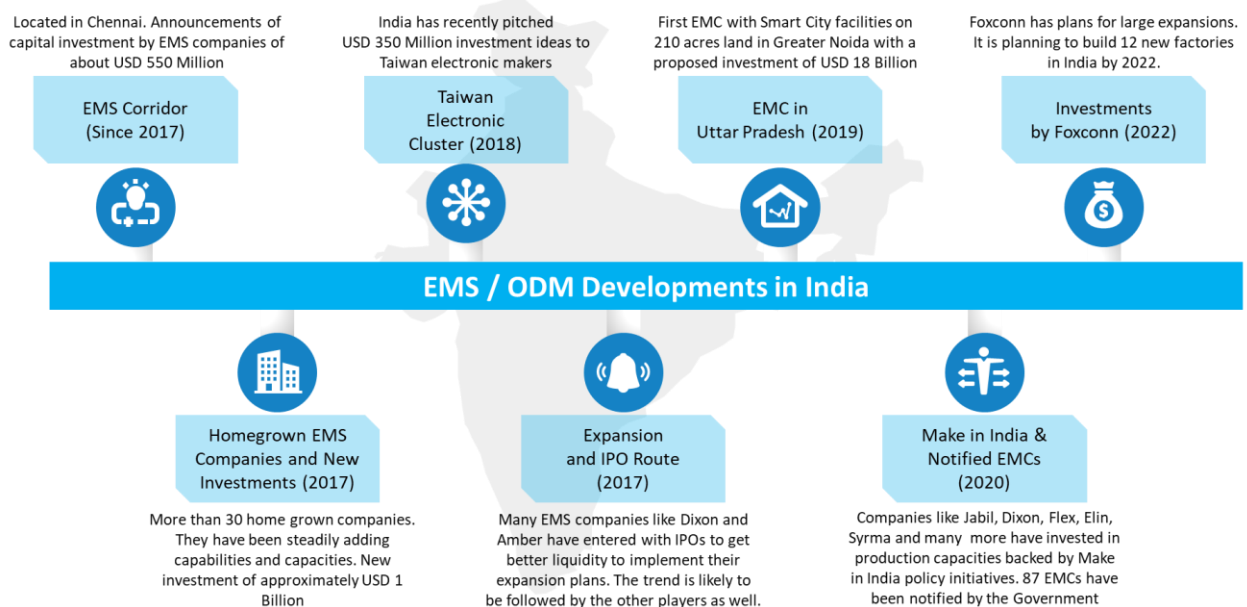 Located in Chennai. Announcements of
capital investment by EMS companies of
about USD 550 Million
EMS Corridor
(Since 2017)
India has recently pitched
USD 350 Million investment ideas to
Taiwan electronic makers
Taiwan
Electronic
Cluster (2018)
First EMC with Smart City facilities on
210 acres land in Greater Noida with a
proposed investment of USD 18 Billion
EMC in
Uttar Pradesh (2019)
Foxconn has plans for large expansions.
It is planning to build 12 new factories
in India by 2022.
Investments
by Foxconn (2022)
$
EMS / ODM Developments in India
Homegrown EMS
Companies and New
Investments (2017)
More than 30 home grown companies.
They have been steadily adding
capabilities and capacities. New
investment of approximately USD 1
Billion
Expansion
and IPO Route
(2017)
Many EMS companies like Dixon and
Amber have entered with IPOs to get
better liquidity to implement their
expansion plans. The trend is likely to
be followed by the other players as well.
Make in India &
Notified EMCs
(2020)
Companies like Jabil, Dixon, Flex, Elin,
Syrma and many more have invested in
production capacities backed by Make
in India policy initiatives. 87 EMCs have
been notified by the Government